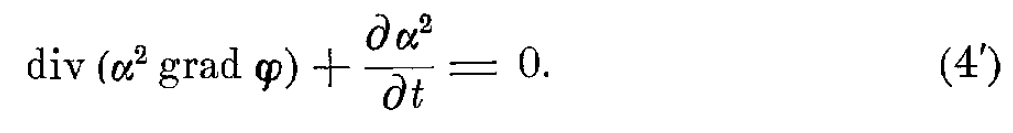 div (α² grad φ) + ∂α²/∂t = 0. (4′)